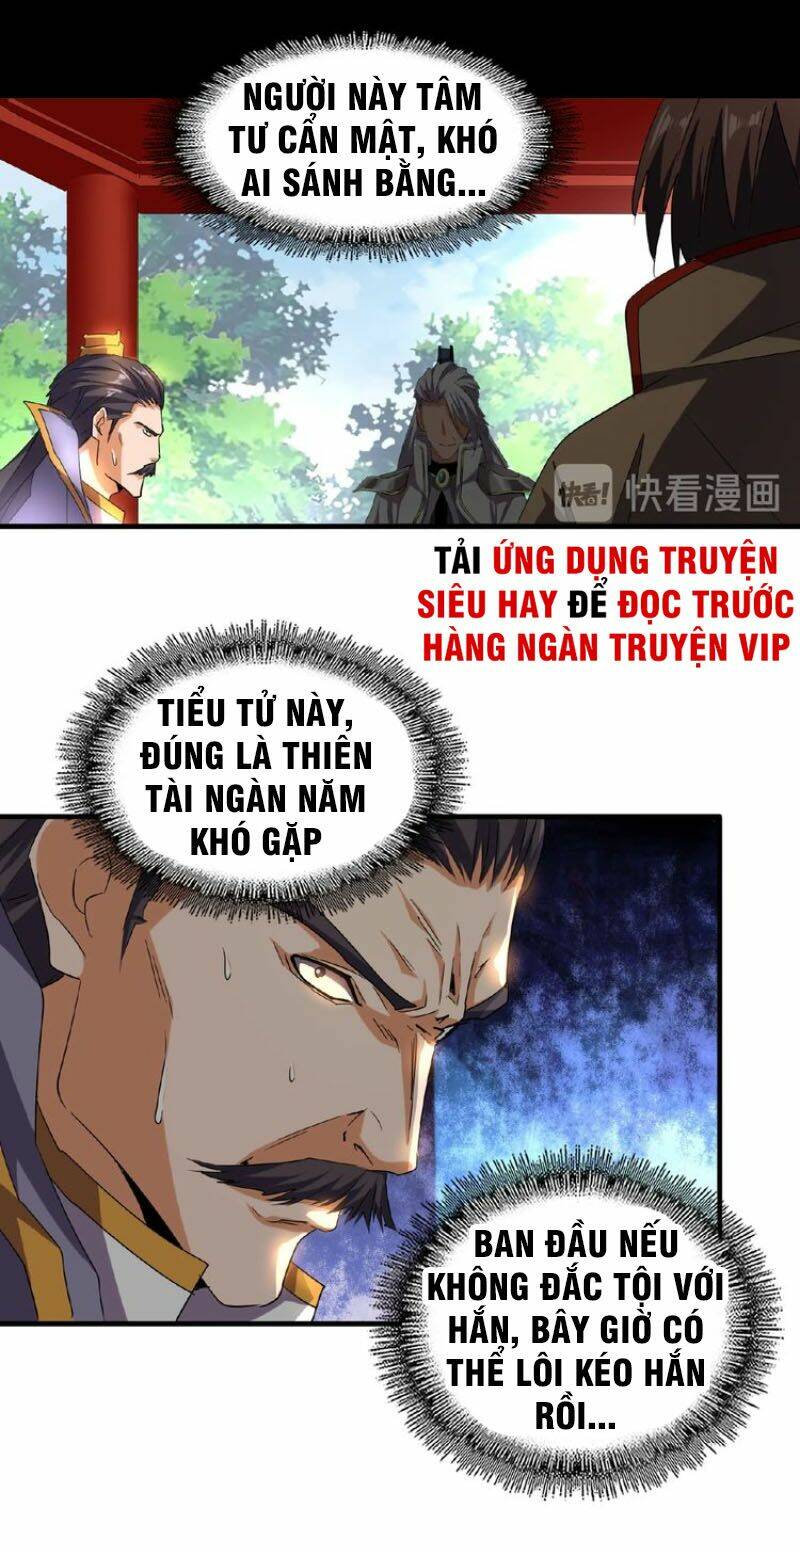 NGƯỜI NÀY TÂM
TƯ CẨN MẬT, KHÓ
AI SÁNH BẰNG...
快看! 快看漫画
TẢI ỨNG DỤNG TRUYỆN
SIÊU HAY ĐỂ ĐỌC TRƯỚC
HÀNG NGÀN TRUYỆN VIP
TIỂU TỬ NÀY,
ĐÚNG LÀ THIÊN
TÀI NGÀN NĂM
KHÓ GẶP
BAN ĐẦU NẾU
KHÔNG ĐẮC TỘI VỚI
HẮN, BÂY GIỜ CÓ
THỂ LÔI KÉO HẮN
RỒI...